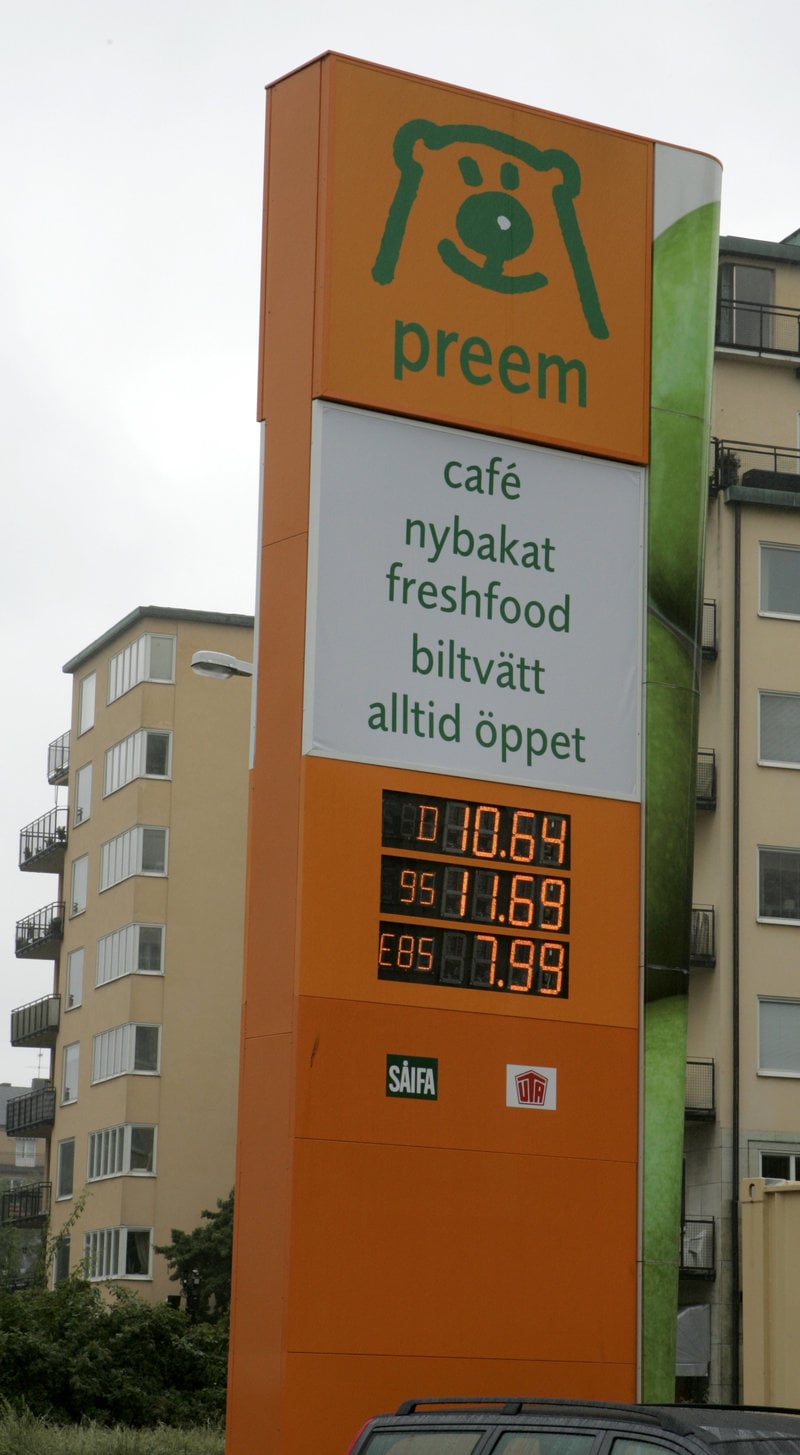 preem
café
nybakat
freshfood
biltvätt
alltid öppet
D 10.64
95 11.69
E85 7.99
SÅIFA
UTA